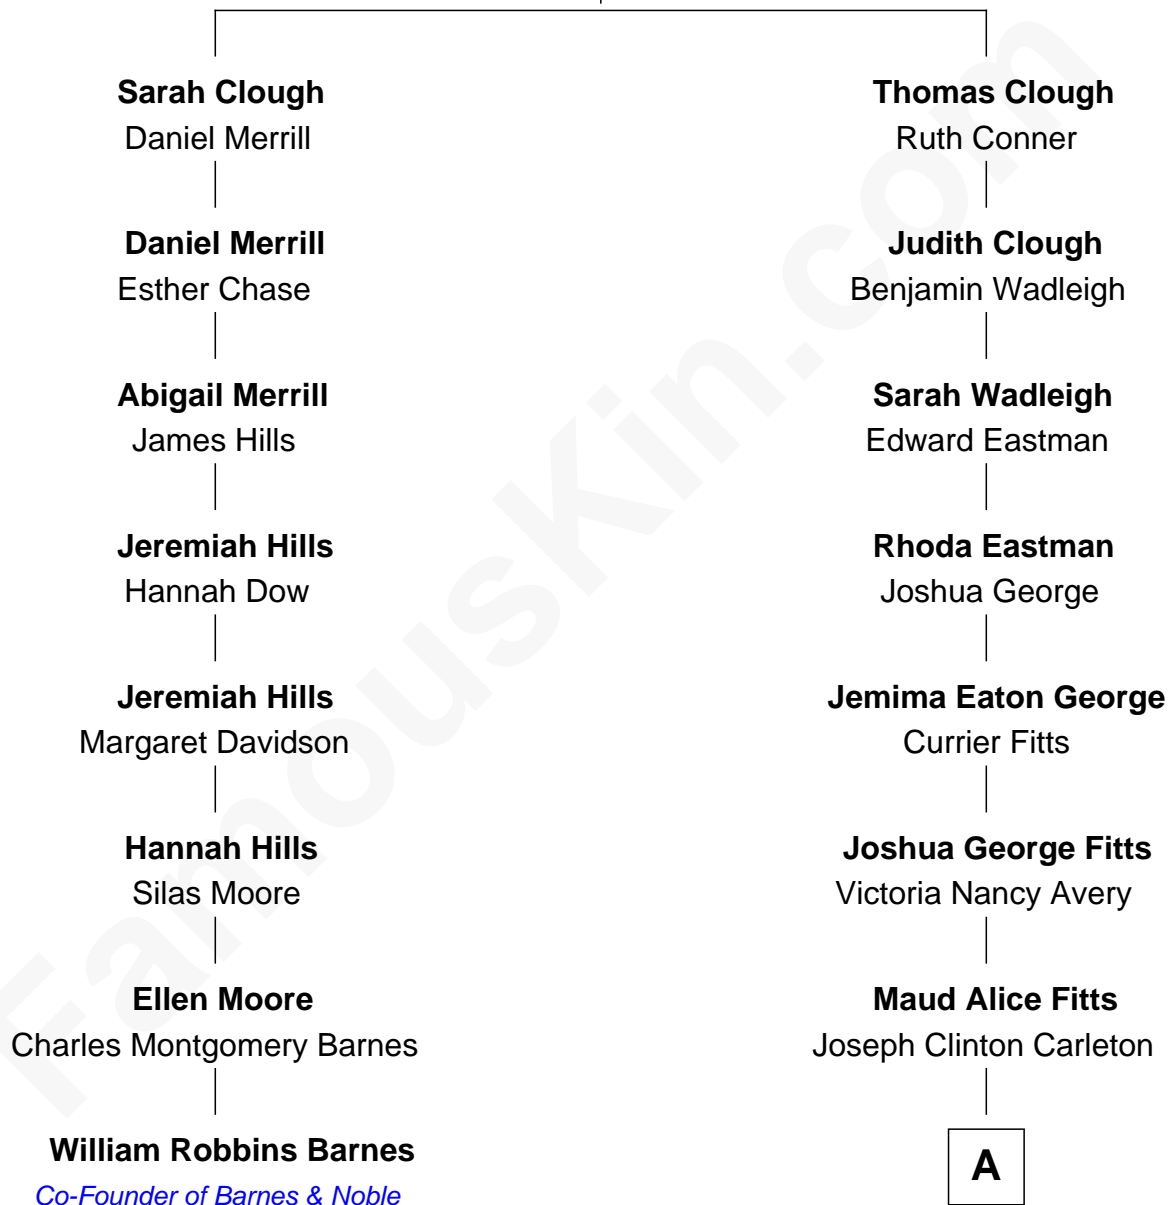 Sarah Clough
Daniel Merrill
Daniel Merrill
Esther Chase
Abigail Merrill
James Hills
Jeremiah Hills
Hannah Dow
Jeremiah Hills
Margaret Davidson
Hannah Hills
Silas Moore
Ellen Moore
Charles Montgomery Barnes
William Robbins Barnes
Co-Founder of Barnes & Noble
Thomas Clough
Ruth Conner
Judith Clough
Benjamin Wadleigh
Sarah Wadleigh
Edward Eastman
Rhoda Eastman
Joshua George
Jemima Eaton George
Currier Fitts
Joshua George Fitts
Victoria Nancy Avery
Maud Alice Fitts
Joseph Clinton Carleton
A
FamousKin.com